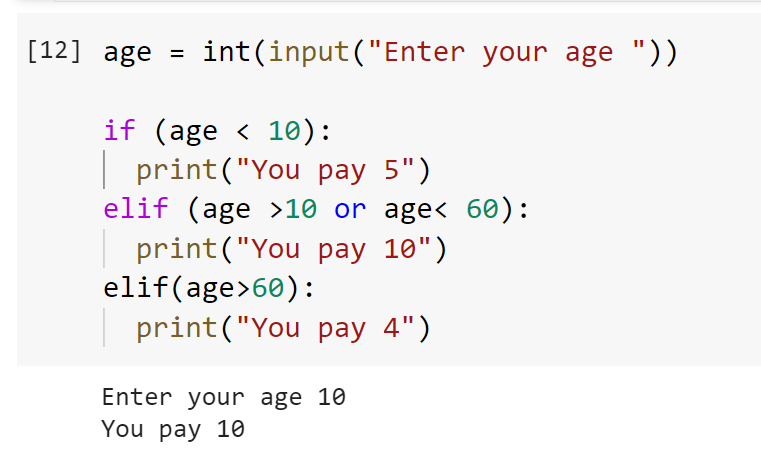 [12] age = int(input("Enter your age "))
if (age < 10):
print("You pay 5")
elif (age >10 or age< 60):
print("You pay 10")
elif(age>60):
print("You pay 4")
Enter your age 10
You pay 10